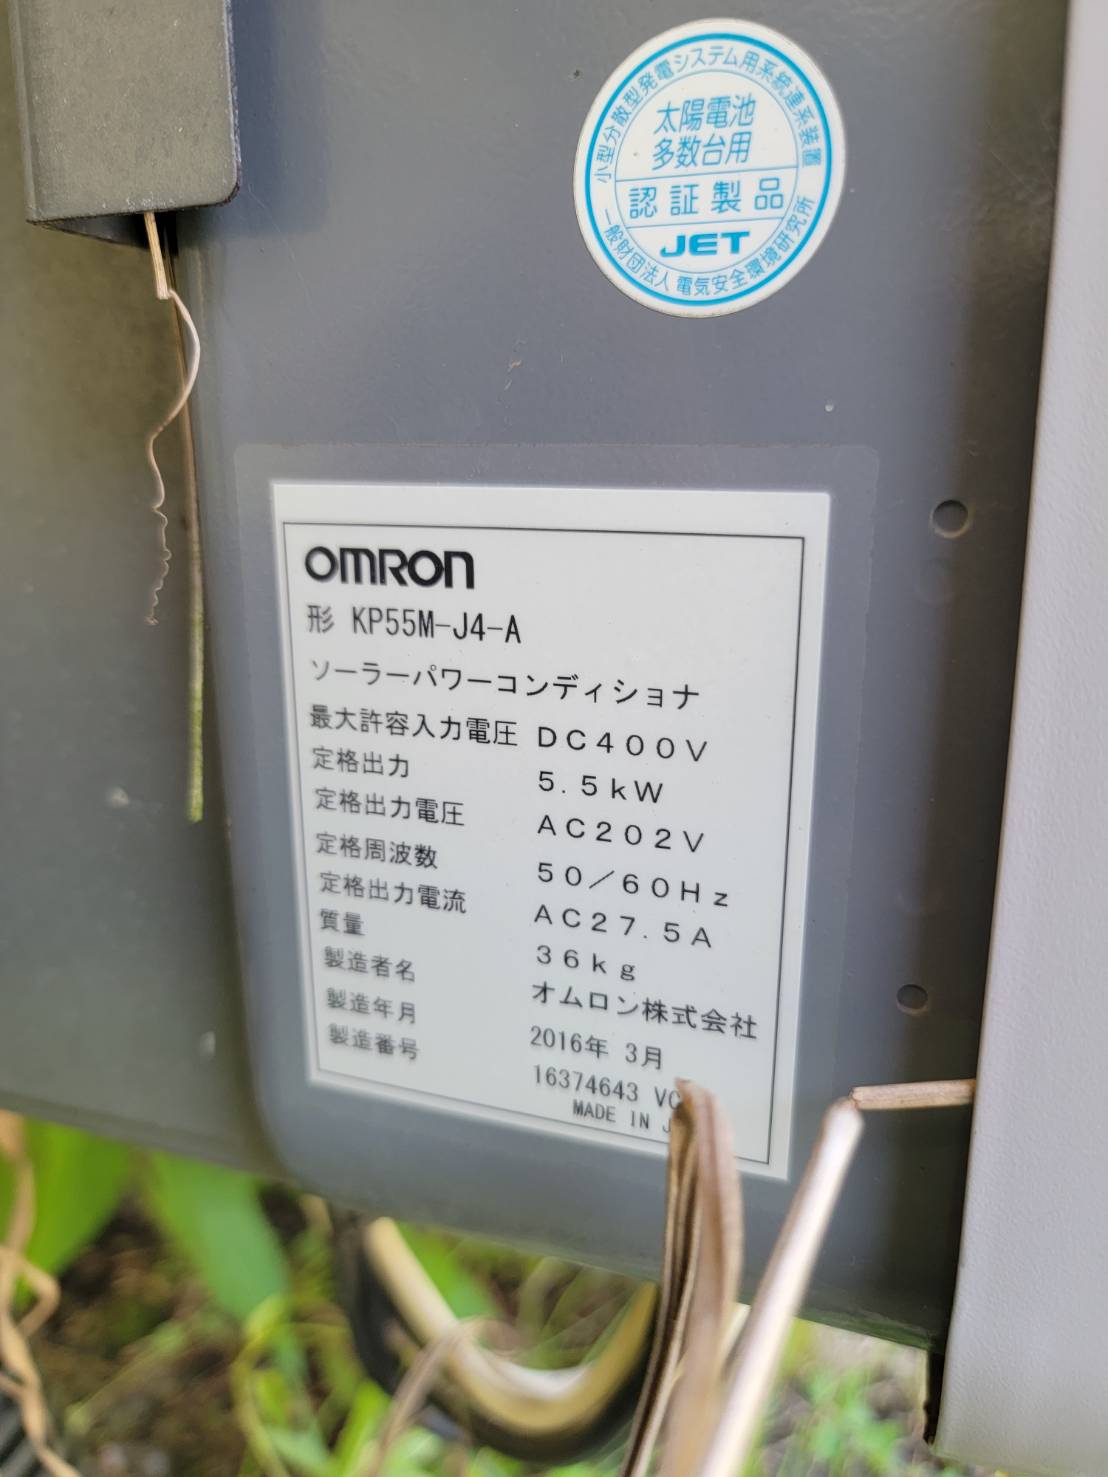 小型分散型発電システム用系統連系装置
太陽電池
多数台用
認証製品
JET
一般財団法人 電気安全環境研究所
OMRON
形 KP55M-J4-A
ソーラーパワーコンディショナ
最大許容入力電圧 DC400V
定格出力 5.5kW
定格出力電圧 AC202V
定格周波数 50/60Hz
定格出力電流 AC27.5A
質量 36kg
製造者名 オムロン株式会社
製造年月 2016年 3月
製造番号 16374643
MADE IN